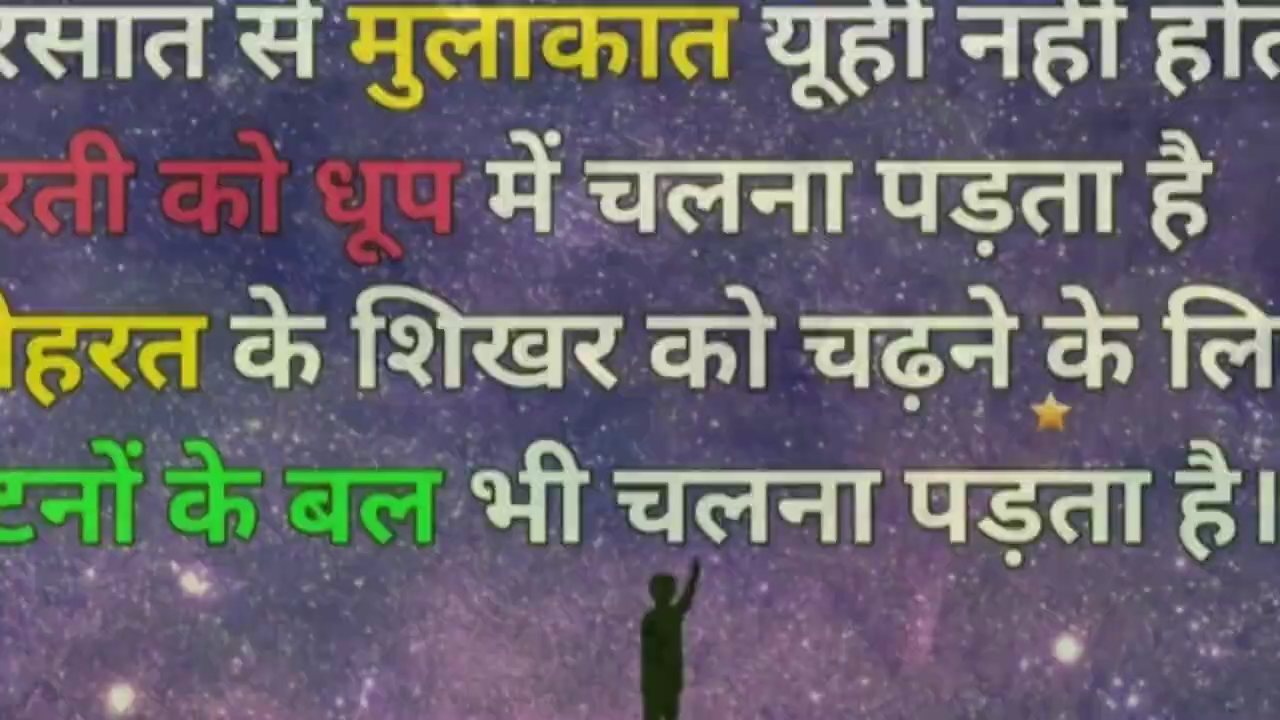 रसात से मुलाकात यूही नही होत
रती को धूप में चलना पड़ता है
ोहरत के शिखर को चढ़ने के लि
टनों के बल भी चलना पड़ता है।